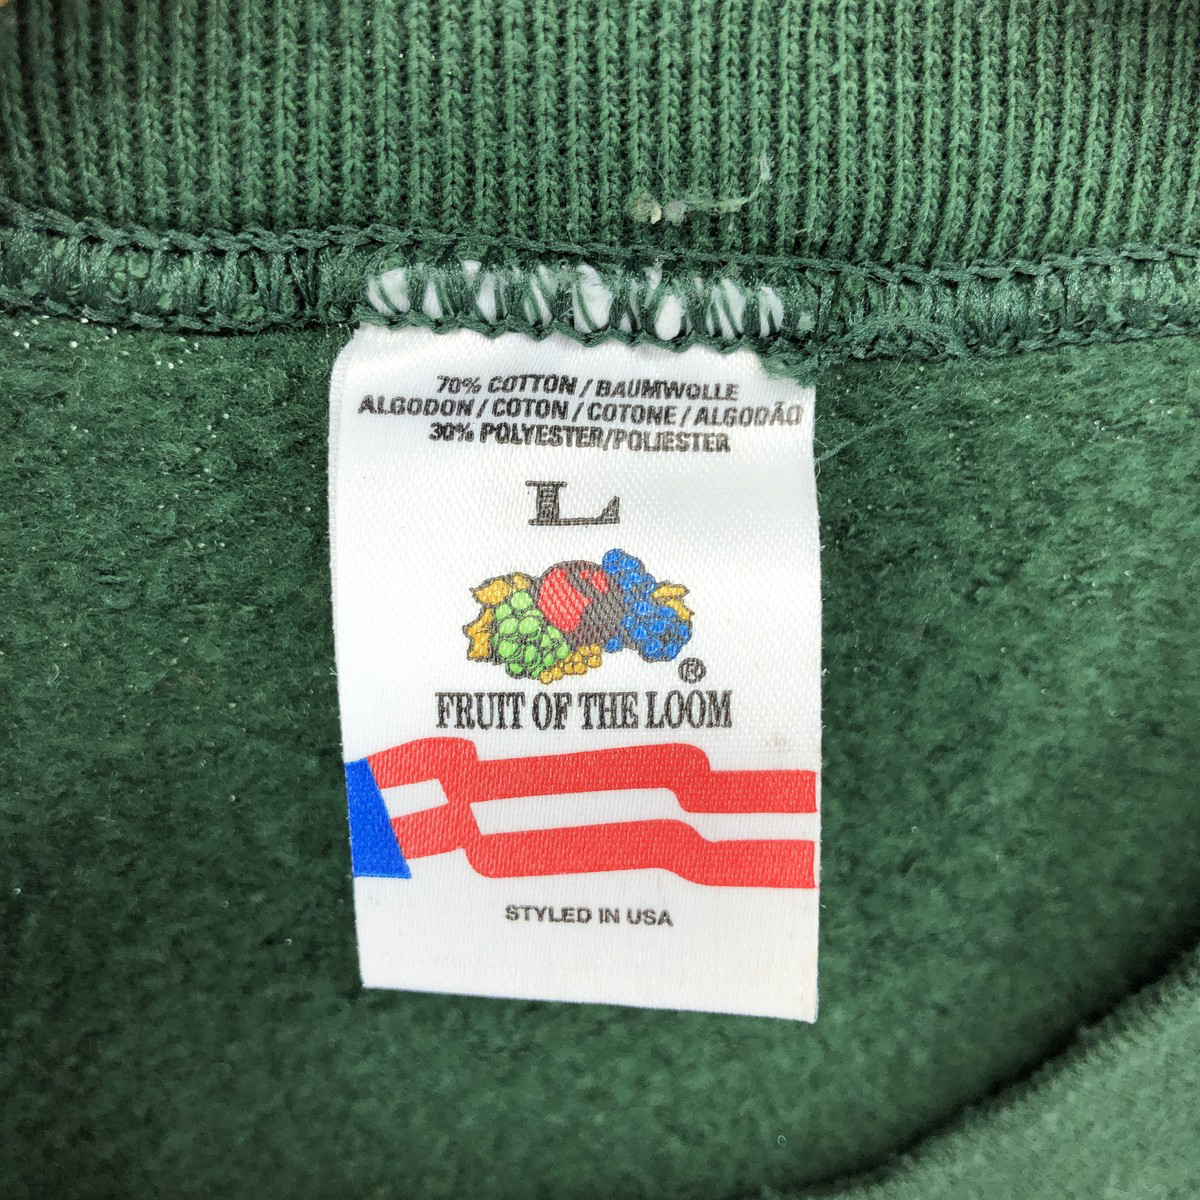 70% COTTON / BAUMWOLLE
ALGODON / COTON / COTONE / ALGODÃO
30% POLYESTER/POLIESTER
L
®
FRUIT OF THE LOOM
STYLED IN USA